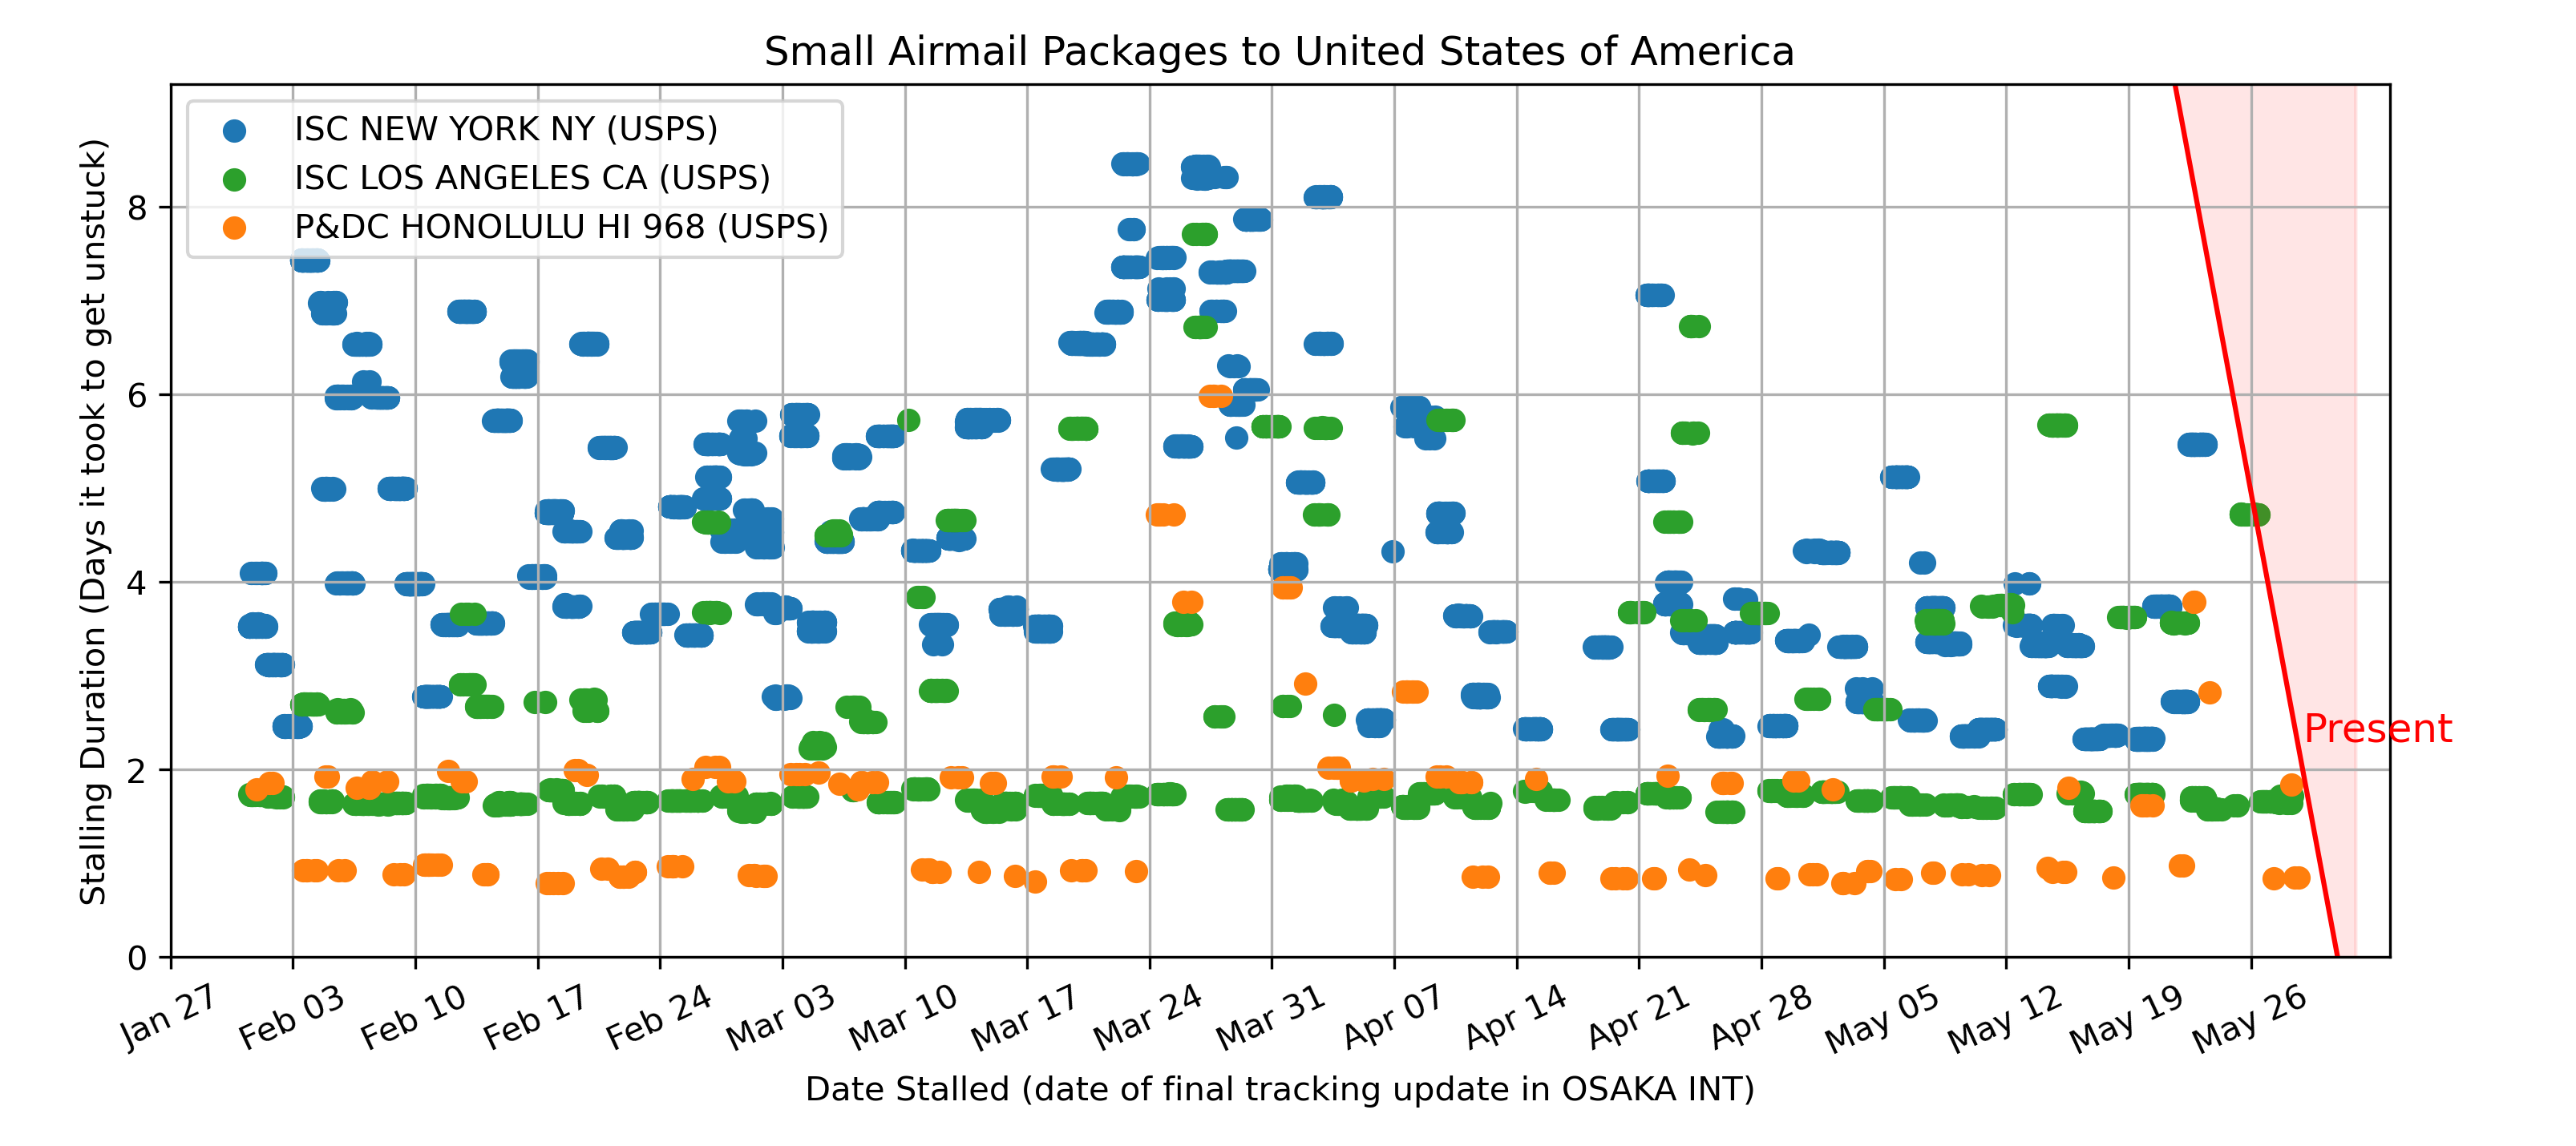 Small Airmail Packages to United States of America
ISC NEW YORK NY (USPS)
ISC LOS ANGELES CA (USPS)
P&DC HONOLULU HI 968 (USPS)
Stalling Duration (Days it took to get unstuck)
8
6
4
2
0
Present
Jan 27
Feb 03
Feb 10
Feb 17
Feb 24
Mar 03
Mar 10
Mar 17
Mar 24
Mar 31
Apr 07
Apr 14
Apr 21
Apr 28
May 05
May 12
May 19
May 26
Date Stalled (date of final tracking update in OSAKA INT)